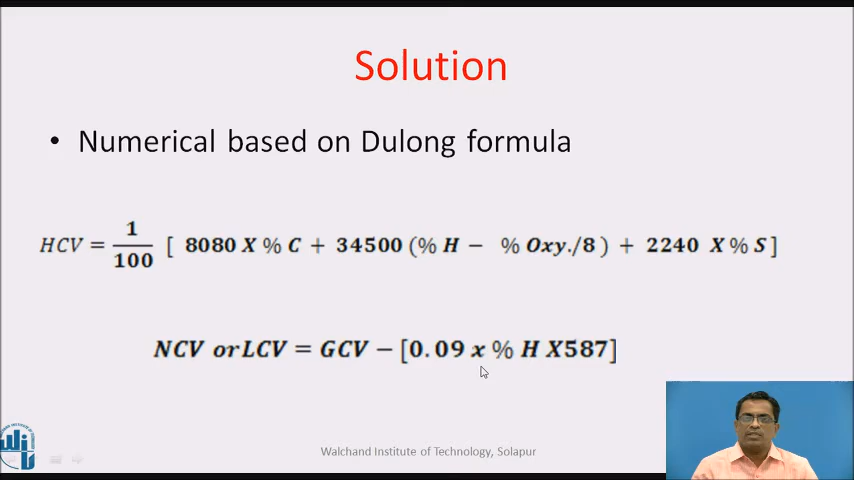 Solution
• Numerical based on Dulong formula
HCV = 1/100 [ 8080 X % C + 34500 (% H − % Oxy./8 ) + 2240 X % S ]
NCV or LCV = GCV − [0.09 x % H X587]
Walchand Institute of Technology, Solapur